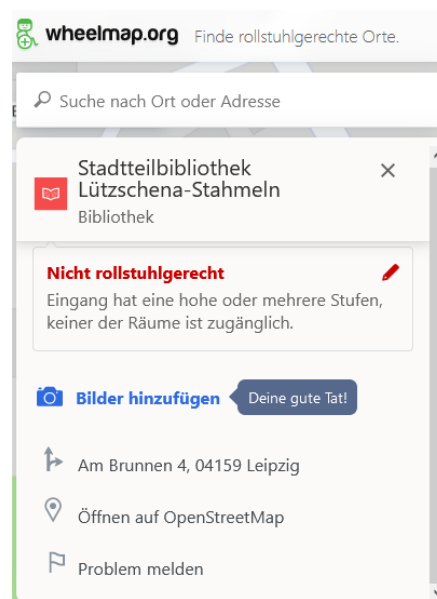 wheelmap.org Finde rollstuhlgerechte Orte.
Suche nach Ort oder Adresse
Stadtteilbibliothek
Lützschena-Stahmeln
Bibliothek
Nicht rollstuhlgerecht
Eingang hat eine hohe oder mehrere Stufen,
keiner der Räume ist zugänglich.
Bilder hinzufügen Deine gute Tat!
Am Brunnen 4, 04159 Leipzig
Öffnen auf OpenStreetMap
Problem melden